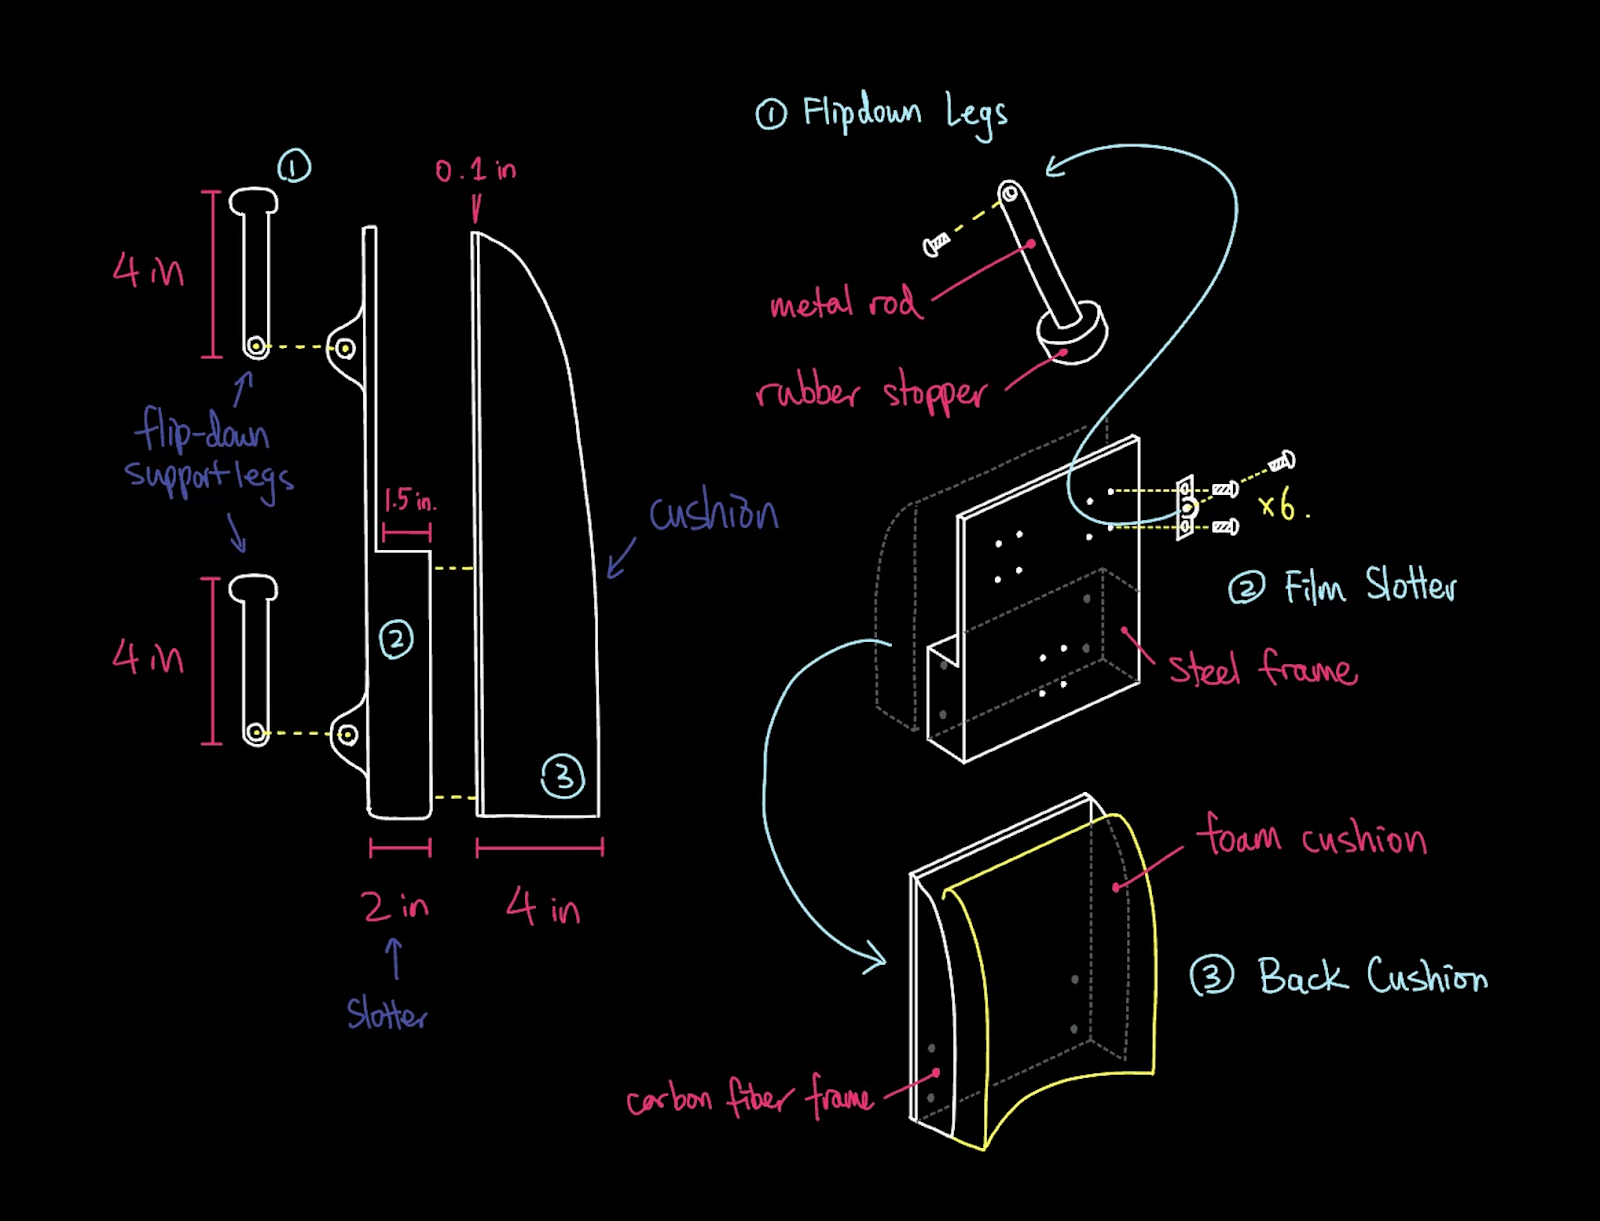 ①
4 in
flip-down
support legs
4 in
0.1 in
1.5 in.
②
cushion
③
2 in
4 in
Slotter
① Flipdown Legs
metal rod
rubber stopper
x6.
② Film Slotter
steel frame
foam cushion
③ Back Cushion
carbon fiber frame